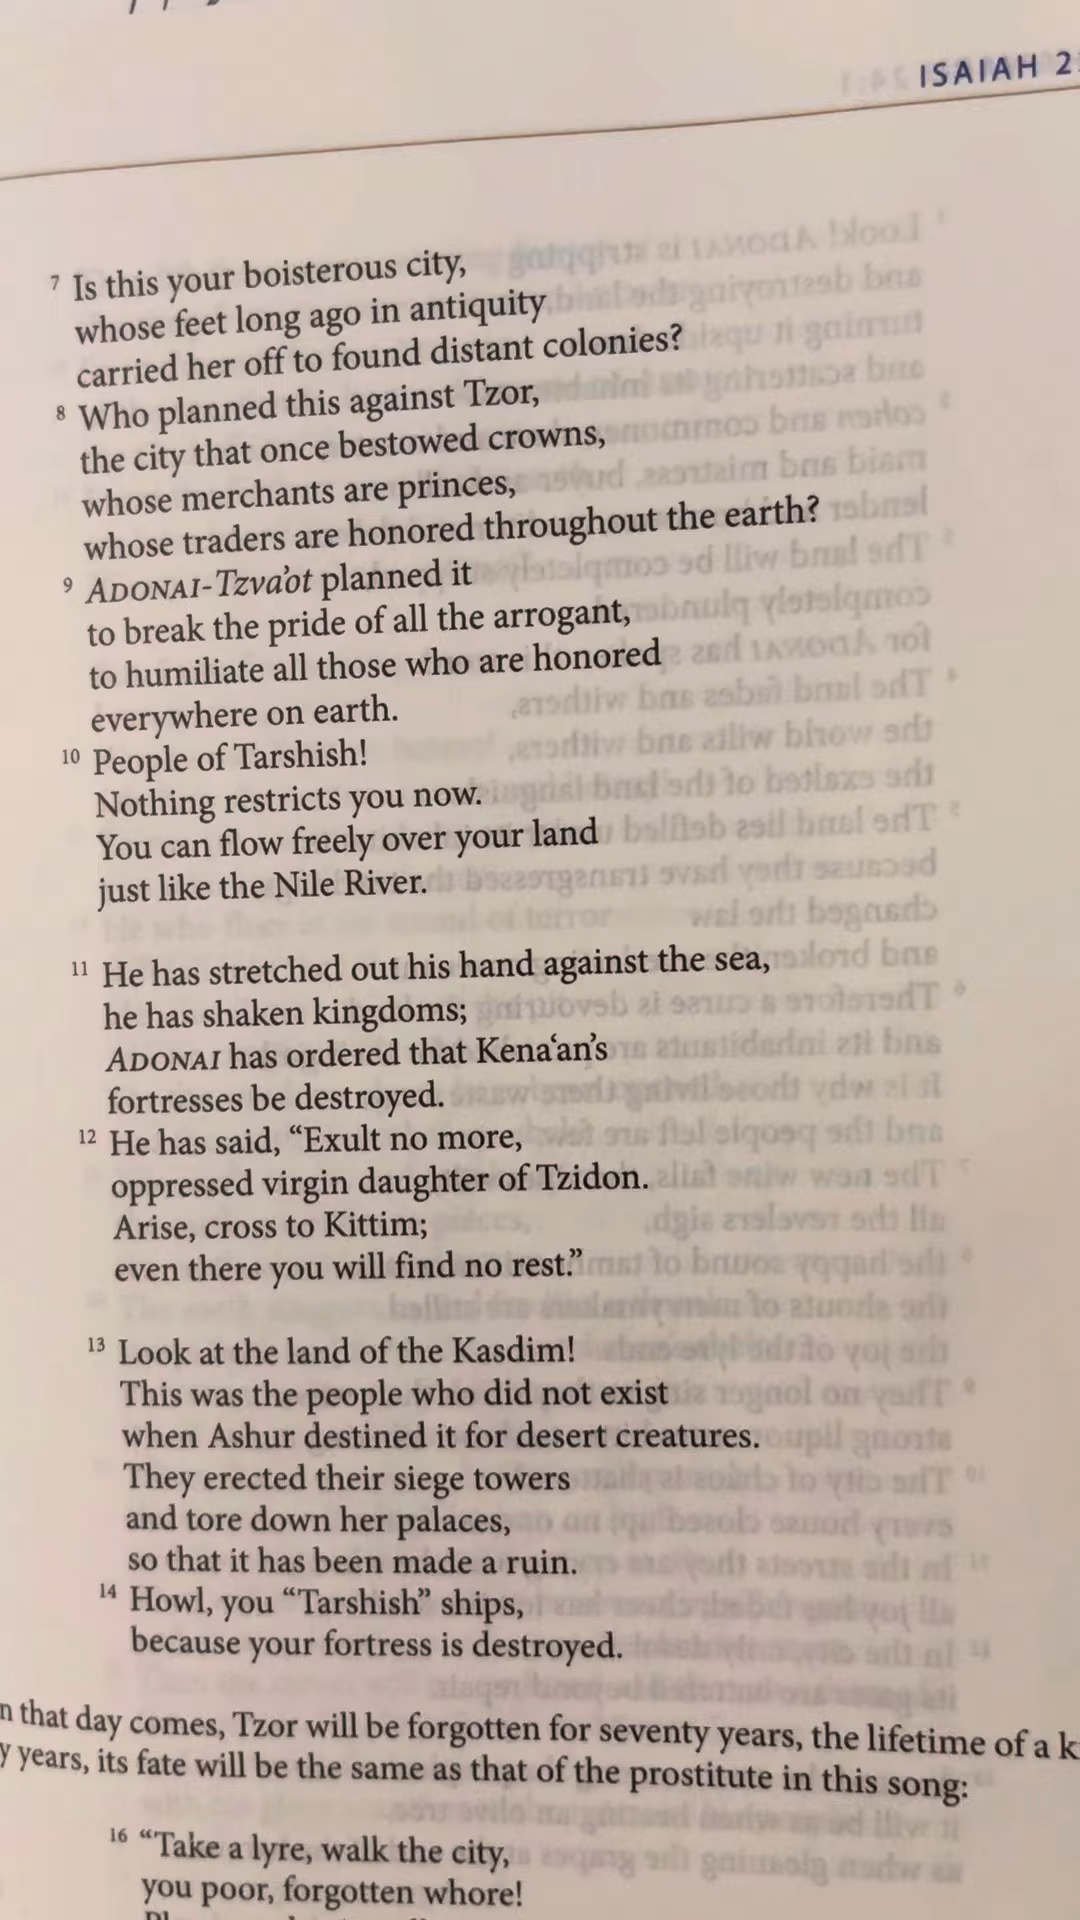 ISAIAH 2
7 Is this your boisterous city,
whose feet long ago in antiquity
carried her off to found distant colonies?
8 Who planned this against Tzor,
the city that once bestowed crowns,
whose merchants are princes,
whose traders are honored throughout the earth?
9 ADONAI-Tzva’ot planned it
to break the pride of all the arrogant,
to humiliate all those who are honored
everywhere on earth.
10 People of Tarshish!
Nothing restricts you now.
You can flow freely over your land
just like the Nile River.
11 He has stretched out his hand against the sea,
he has shaken kingdoms;
ADONAI has ordered that Kena‘an’s
fortresses be destroyed.
12 He has said, “Exult no more,
oppressed virgin daughter of Tzidon.
Arise, cross to Kittim;
even there you will find no rest.”
13 Look at the land of the Kasdim!
This was the people who did not exist
when Ashur destined it for desert creatures.
They erected their siege towers
and tore down her palaces,
so that it has been made a ruin.
14 Howl, you “Tarshish” ships,
because your fortress is destroyed.
that day comes, Tzor will be forgotten for seventy years, the lifetime of a
years, its fate will be the same as that of the prostitute in this song:
16 “Take a lyre, walk the city,
you poor, forgotten whore!